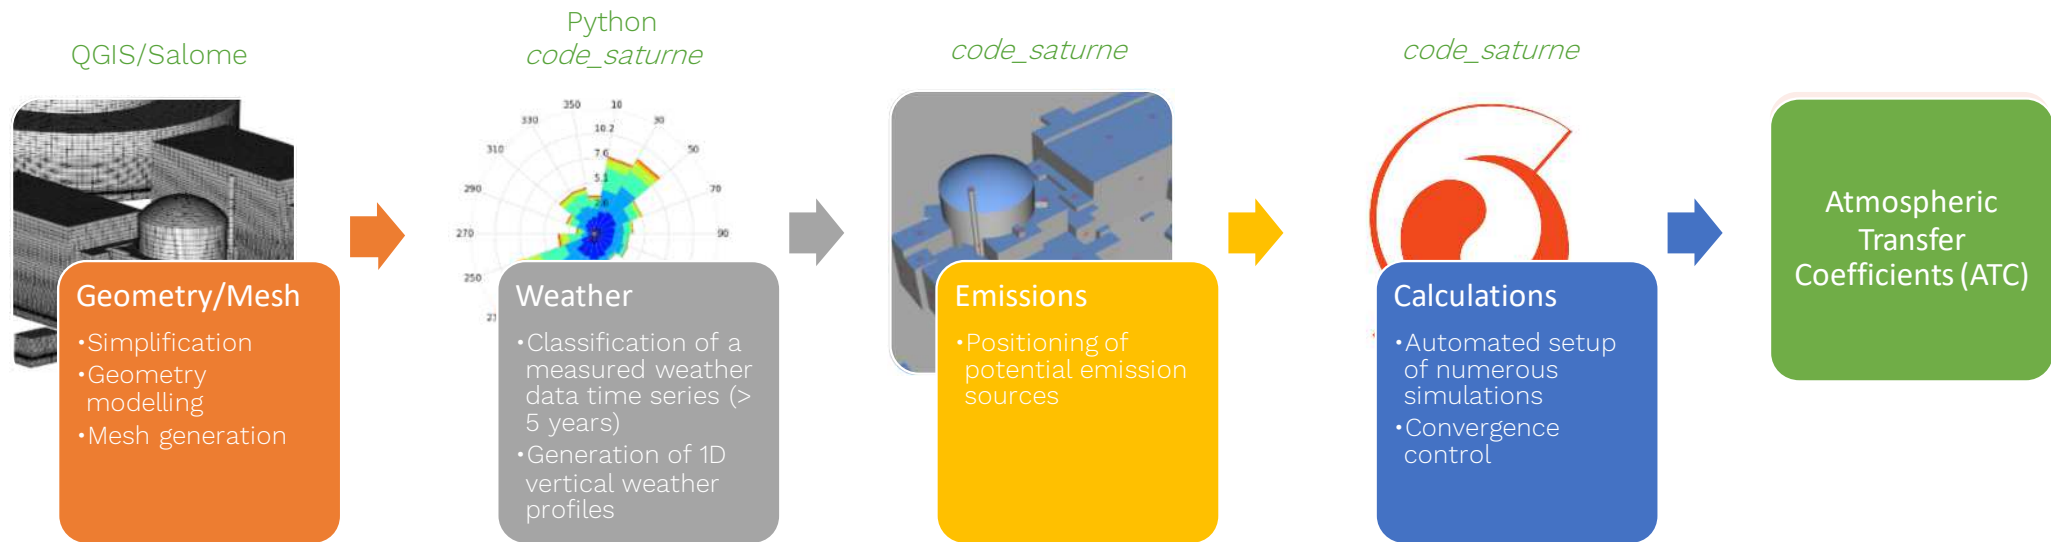 QGIS/Salome
Geometry/Mesh
•Simplification
•Geometry
modelling
•Mesh generation
Python
code_saturne
350
10
330
30
310
50
290
70
270
90
250
10.2
7.6
5.1
2.6
Weather
•Classification of a
measured weather
data time series (>
5 years)
•Generation of 1D
vertical weather
profiles
code_saturne
Emissions
•Positioning of
potential emission
sources
code_saturne
Calculations
•Automated setup
of numerous
simulations
•Convergence
control
Atmospheric
Transfer
Coefficients (ATC)